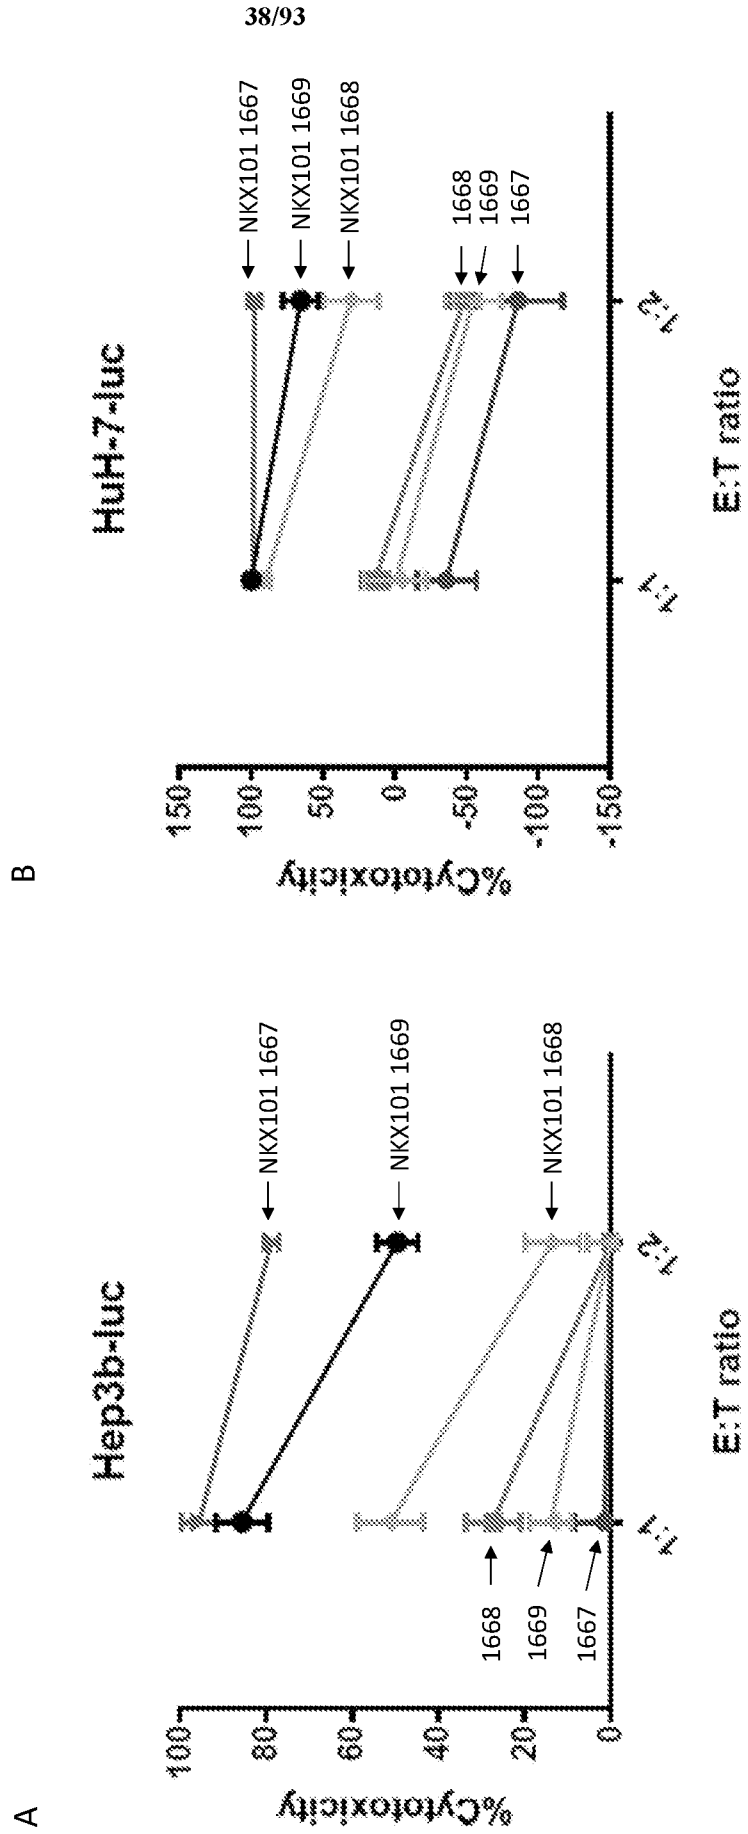 38/93
A
Hep3b-luc
%Cytotoxicity
100
80
60
40
20
0
NKX101 1667
NKX101 1669
NKX101 1668
1668
1669
1667
1:1
1:2
E:T ratio
B
HuH-7-luc
%Cytotoxicity
150
100
50
0
-50
-100
-150
NKX101 1667
NKX101 1669
NKX101 1668
1668
1669
1667
1:1
1:2
E:T ratio